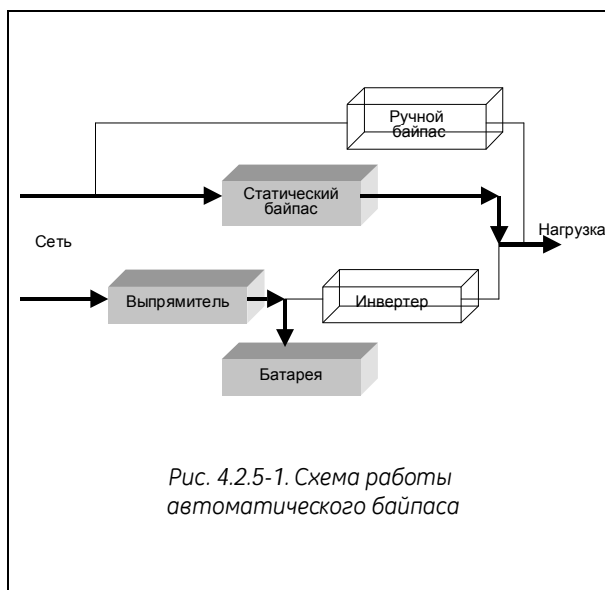 Ручной
байпас
Статический
байпас
Нагрузка
Сеть
Выпрямитель
Инвертер
Батарея
Рис. 4.2.5-1. Схема работы
автоматического байпаса